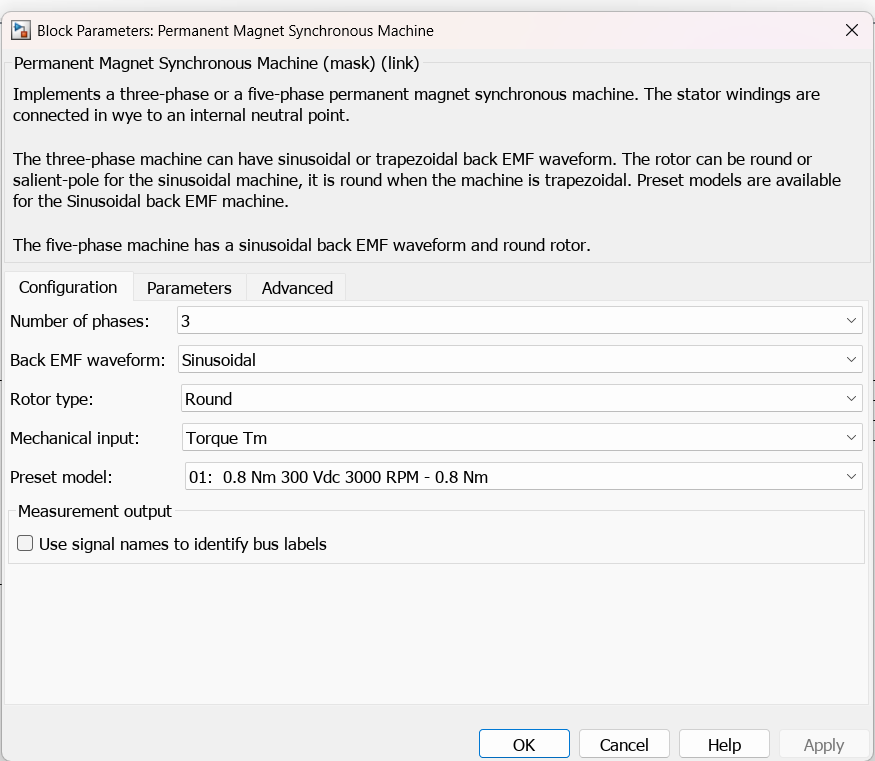 Block Parameters: Permanent Magnet Synchronous Machine
Permanent Magnet Synchronous Machine (mask) (link)
Implements a three-phase or a five-phase permanent magnet synchronous machine. The stator windings are
connected in wye to an internal neutral point.
The three-phase machine can have sinusoidal or trapezoidal back EMF waveform. The rotor can be round or
salient-pole for the sinusoidal machine, it is round when the machine is trapezoidal. Preset models are available
for the Sinusoidal back EMF machine.
The five-phase machine has a sinusoidal back EMF waveform and round rotor.
Configuration Parameters Advanced
Number of phases: 3
Back EMF waveform: Sinusoidal
Rotor type: Round
Mechanical input: Torque Tm
Preset model: 01: 0.8 Nm 300 Vdc 3000 RPM - 0.8 Nm
Measurement output
Use signal names to identify bus labels
OK Cancel Help Apply